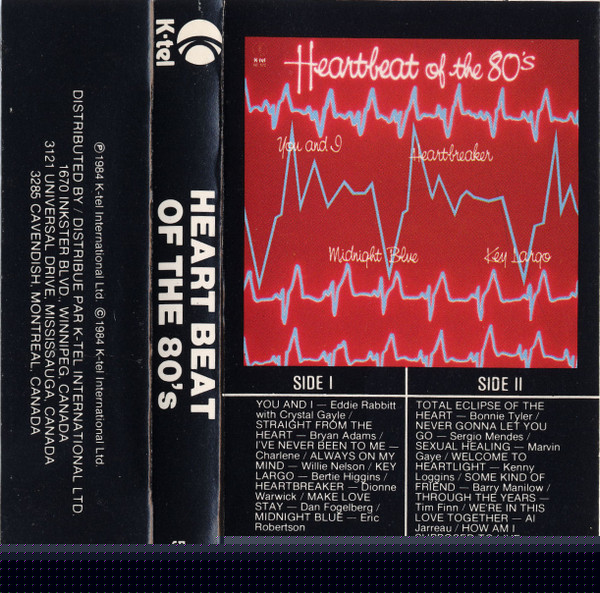 ℗ 1984 K-tel International Ltd. © 1984 K-tel International Ltd.
DISTRIBUTED BY / DISTRIBUE PAR K-TEL INTERNATIONAL LTD.
1670 INKSTER BLVD., WINNIPEG, CANADA
3121 UNIVERSAL DRIVE, MISSISSAUGA, CANADA
3285 CAVENDISH, MONTREAL, CANADA
K-tel
HEART BEAT
OF THE 80's
K-tel
Heartbeat of the 80's
You and I
Heartbreaker
Midnight Blue
Key Largo
SIDE I
YOU AND I — Eddie Rabbitt
with Crystal Gayle /
STRAIGHT FROM THE
HEART — Bryan Adams /
I'VE NEVER BEEN TO ME —
Charlene / ALWAYS ON MY
MIND — Willie Nelson / KEY
LARGO — Bertie Higgins /
HEARTBREAKER — Dionne
Warwick / MAKE LOVE
STAY — Dan Fogelberg /
MIDNIGHT BLUE — Eric
Robertson
SIDE II
TOTAL ECLIPSE OF THE
HEART — Bonnie Tyler /
NEVER GONNA LET YOU
GO — Sergio Mendes /
SEXUAL HEALING — Marvin
Gaye / WELCOME TO
HEARTLIGHT — Kenny
Loggins / SOME KIND OF
FRIEND — Barry Manilow /
THROUGH THE YEARS —
Tim Finn / WE'RE IN THIS
LOVE TOGETHER — Al
Jarreau / HOW AM I